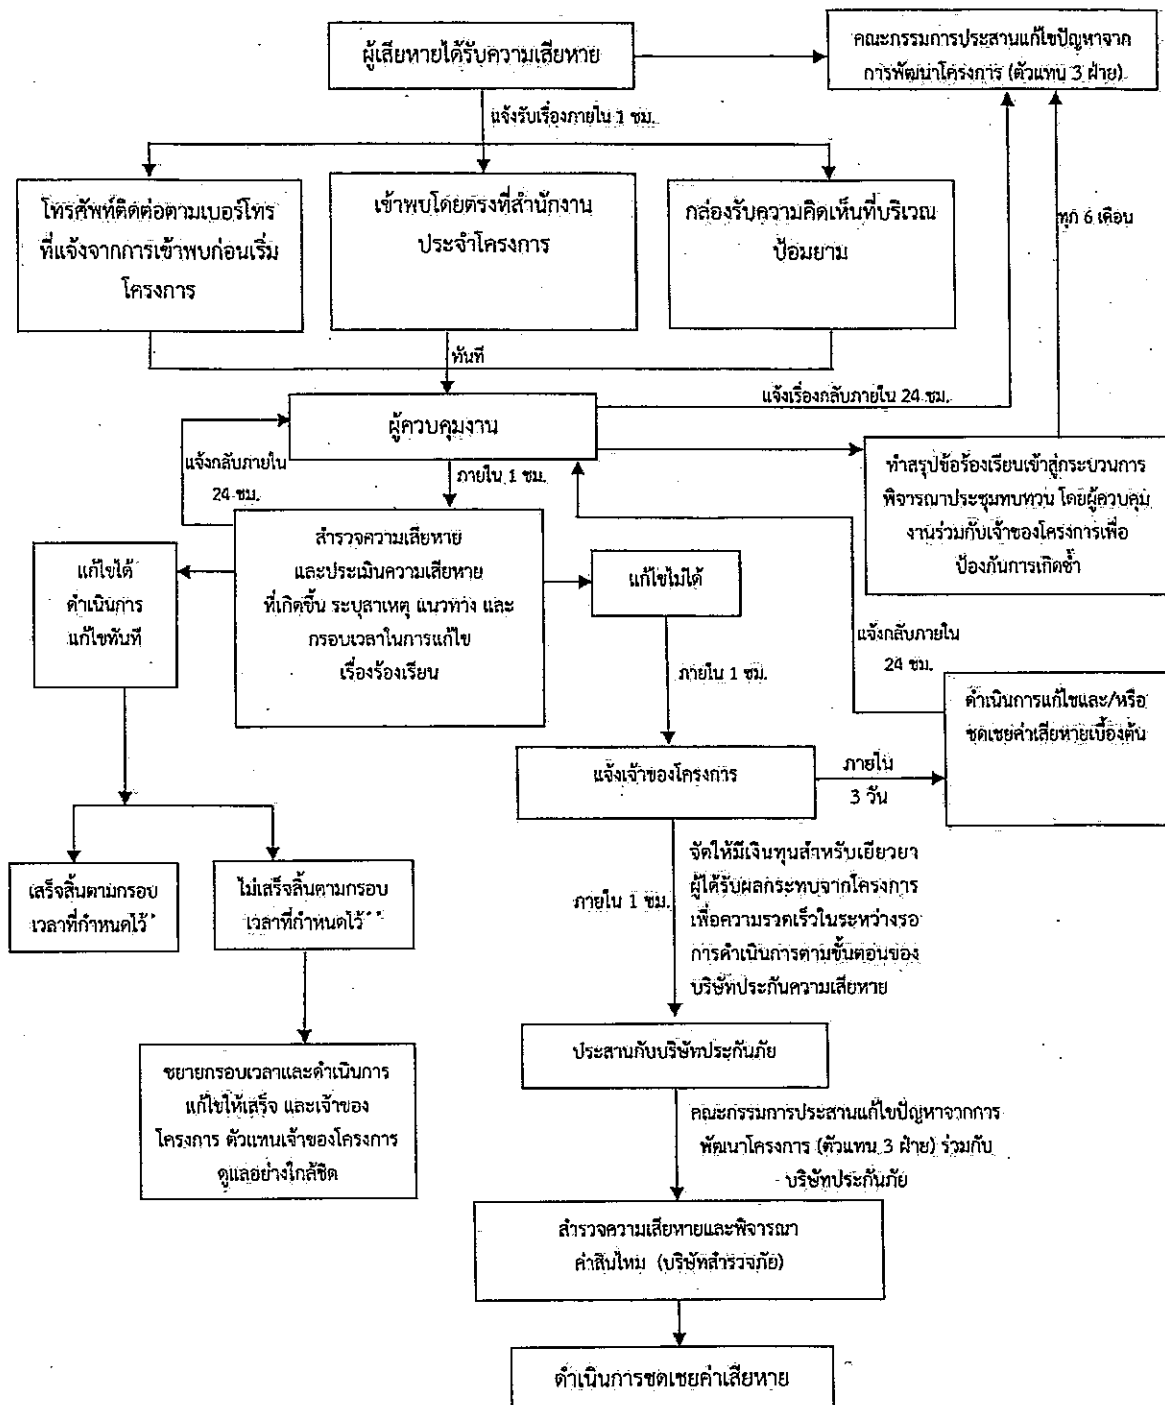 ผู้เสียหายได้รับความเสียหาย
คณะกรรมการประสานแก้ไขปัญหาจาก
การพัฒนาโครงการ (ตัวแทน 3 ฝ่าย)
แจ้งรับเรื่องภายใน 1 ชม.
โทรศัพท์ติดต่อตามเบอร์โทร
ที่แจ้งจากการเข้าพบก่อนเริ่ม
โครงการ
เข้าพบโดยตรงที่สำนักงาน
ประจำโครงการ
กล่องรับความคิดเห็นที่บริเวณ
ป้อมยาม
ทุก 6 เดือน
ทันที
แจ้งเรื่องกลับภายใน 24 ชม.
ผู้ควบคุมงาน
แจ้งกลับภายใน
24 ชม.
ภายใน 1 ชม.
ทำสรุปข้อร้องเรียนเข้าสู่กระบวนการ
พิจารณาประชุมทบทวน โดยผู้ควบคุม
งานร่วมกับเจ้าของโครงการเพื่อ
ป้องกันการเกิดซ้ำ
แก้ไขได้
ดำเนินการ
แก้ไขทันที
สำรวจความเสียหาย
และประเมินความเสียหาย
ที่เกิดขึ้น ระบุสาเหตุ แนวทาง และ
กรอบเวลาในการแก้ไข
เรื่องร้องเรียน
แก้ไขไม่ได้
แจ้งกลับภายใน
24 ชม.
ภายใน 1 ชม.
ดำเนินการแก้ไขและ/หรือ
ชดเชยค่าเสียหายเบื้องต้น
แจ้งเจ้าของโครงการ
ภายใน
3 วัน
เสร็จสิ้นตามกรอบ
เวลาที่กำหนดไว้*
ไม่เสร็จสิ้นตามกรอบ
เวลาที่กำหนดไว้**
ภายใน 1 ชม.
จัดให้มีเงินทุนสำหรับเยียวยา
ผู้ได้รับผลกระทบจากโครงการ
เพื่อความรวดเร็วในระหว่างรอ
การดำเนินการตามขั้นตอนของ
บริษัทประกันความเสียหาย
ประสานกับบริษัทประกันภัย
ขยายกรอบเวลาและดำเนินการ
แก้ไขให้เสร็จ และเจ้าของ
โครงการ ตัวแทนเจ้าของโครงการ
ดูแลอย่างใกล้ชิด
คณะกรรมการประสานแก้ไขปัญหาจากการ
พัฒนาโครงการ (ตัวแทน 3 ฝ่าย) ร่วมกับ
บริษัทประกันภัย
สำรวจความเสียหายและพิจารณา
ค่าสินไหม (บริษัทสำรวจภัย)
ดำเนินการชดเชยค่าเสียหาย